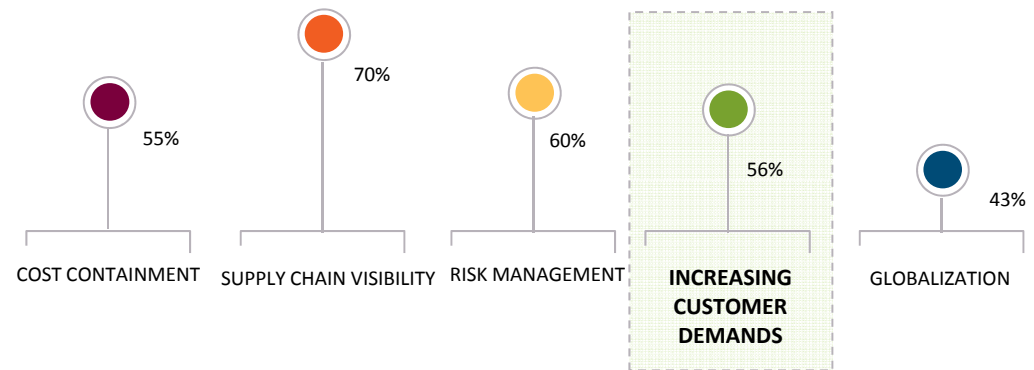 55%
70%
60%
56%
43%
COST CONTAINMENT
SUPPLY CHAIN VISIBILITY
RISK MANAGEMENT
INCREASING
CUSTOMER
DEMANDS
GLOBALIZATION